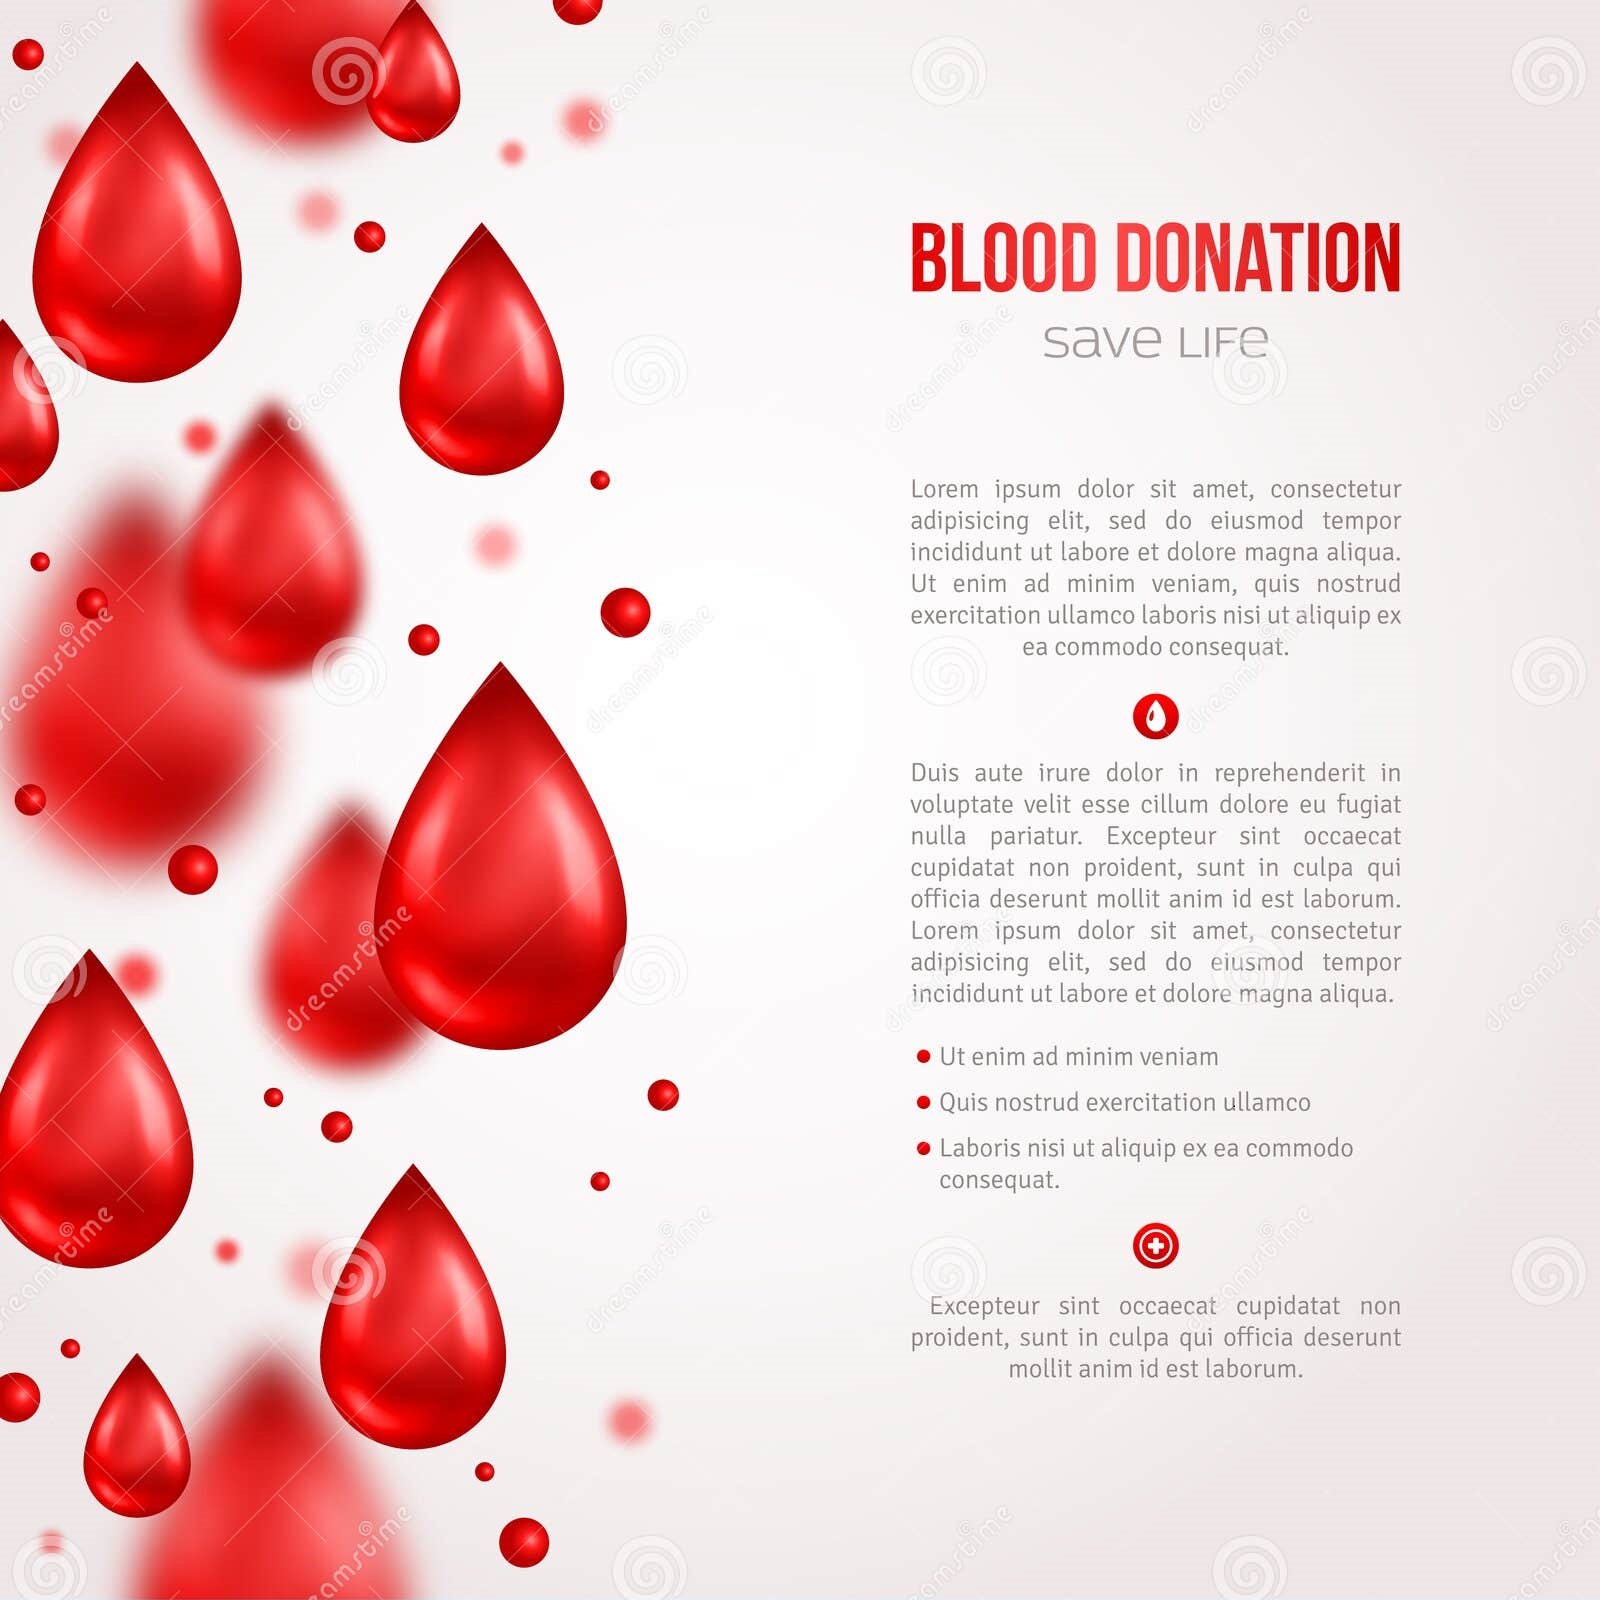 BLOOD DONATION
save LIFe
Lorem ipsum dolor sit amet, consectetur
adipisicing elit, sed do eiusmod tempor
incididunt ut labore et dolore magna aliqua.
Ut enim ad minim veniam, quis nostrud
exercitation ullamco laboris nisi ut aliquip ex
ea commodo consequat.
Duis aute irure dolor in reprehenderit in
voluptate velit esse cillum dolore eu fugiat
nulla pariatur. Excepteur sint occaecat
cupidatat non proident, sunt in culpa qui
officia deserunt mollit anim id est laborum.
Lorem ipsum dolor sit amet, consectetur
adipisicing elit, sed do eiusmod tempor
incididunt ut labore et dolore magna aliqua.
Ut enim ad minim veniam
Quis nostrud exercitation ullamco
Laboris nisi ut aliquip ex ea commodo
consequat.
Excepteur sint occaecat cupidatat non
proident, sunt in culpa qui officia deserunt
mollit anim id est laborum.
dreamstime